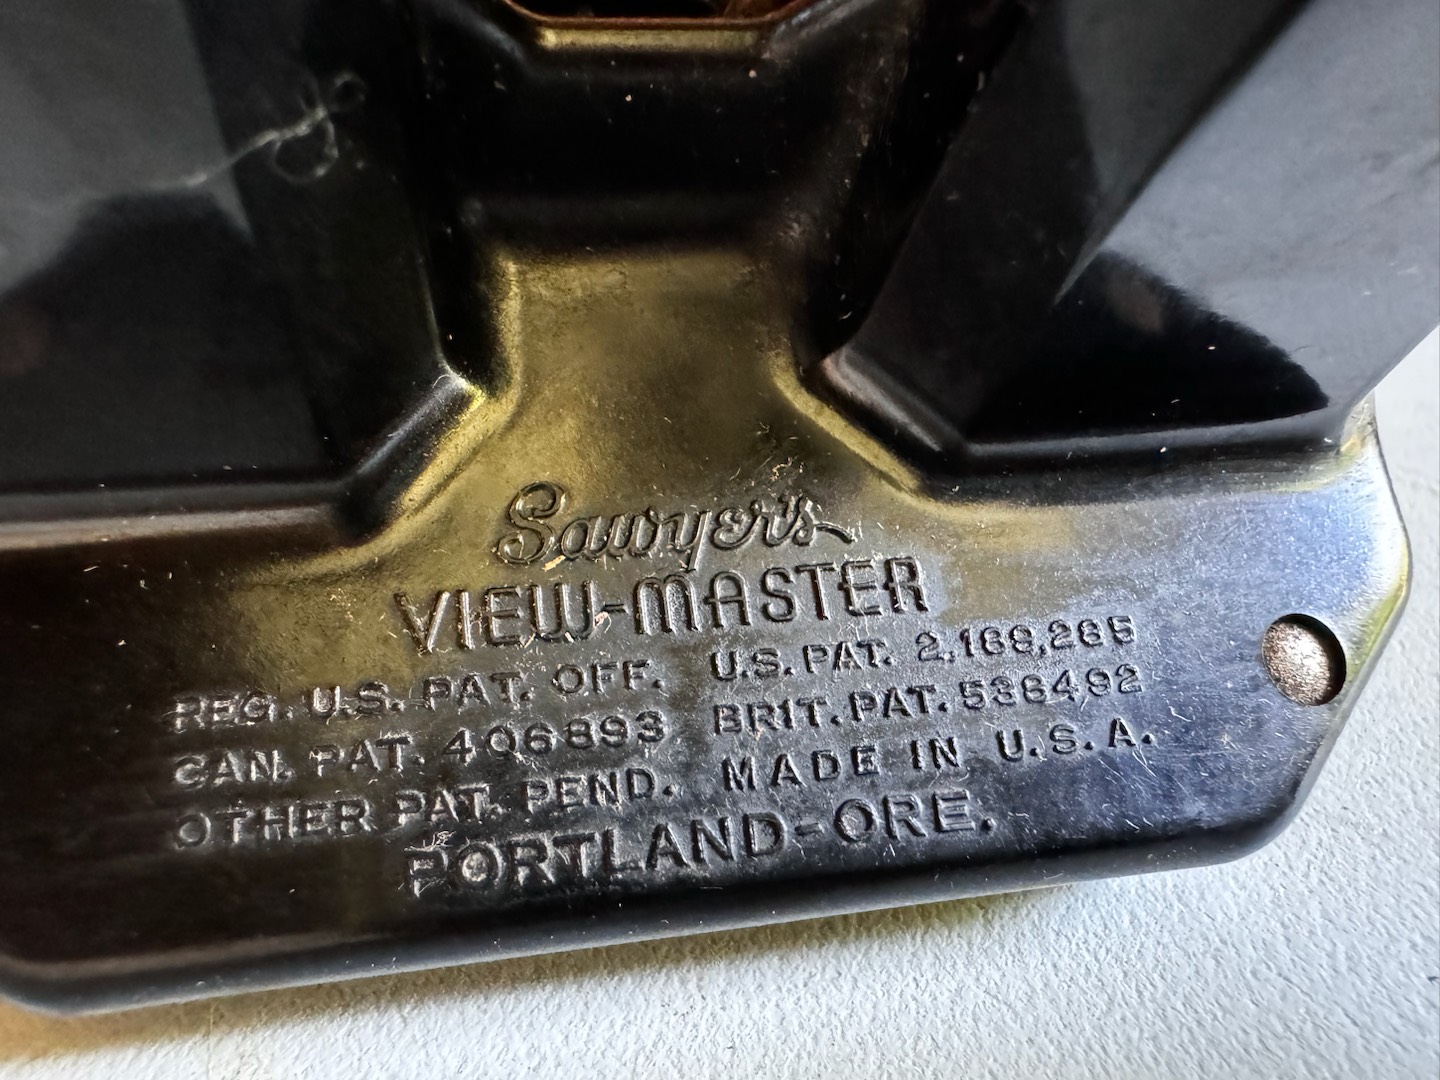 Sawyer's
VIEW-MASTER
REG. U.S. PAT. OFF. U.S. PAT. 2,189,285
CAN. PAT. 406893 BRIT. PAT. 538492
OTHER PAT. PEND. MADE IN U.S.A.
PORTLAND-ORE.